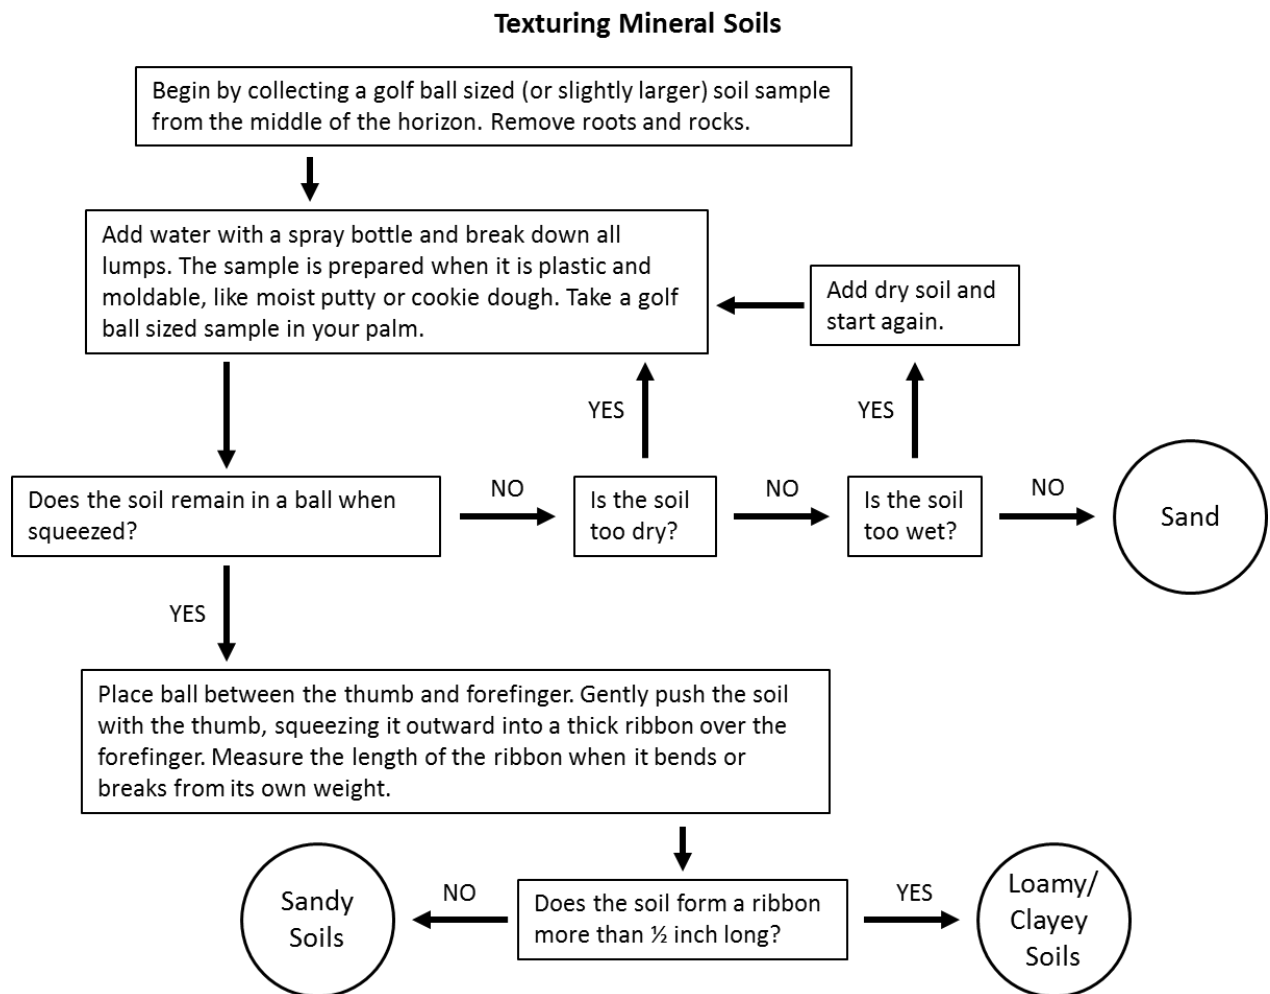 Texturing Mineral Soils
Begin by collecting a golf ball sized (or slightly larger) soil sample
from the middle of the horizon. Remove roots and rocks.
Add water with a spray bottle and break down all
lumps. The sample is prepared when it is plastic and
moldable, like moist putty or cookie dough. Take a golf
ball sized sample in your palm.
Add dry soil and
start again.
YES
YES
Does the soil remain in a ball when
squeezed?
NO
Is the soil
too dry?
NO
Is the soil
too wet?
NO
Sand
YES
Place ball between the thumb and forefinger. Gently push the soil
with the thumb, squeezing it outward into a thick ribbon over the
forefinger. Measure the length of the ribbon when it bends or
breaks from its own weight.
Sandy
Soils
NO
Does the soil form a ribbon
more than ½ inch long?
YES
Loamy/
Clayey
Soils